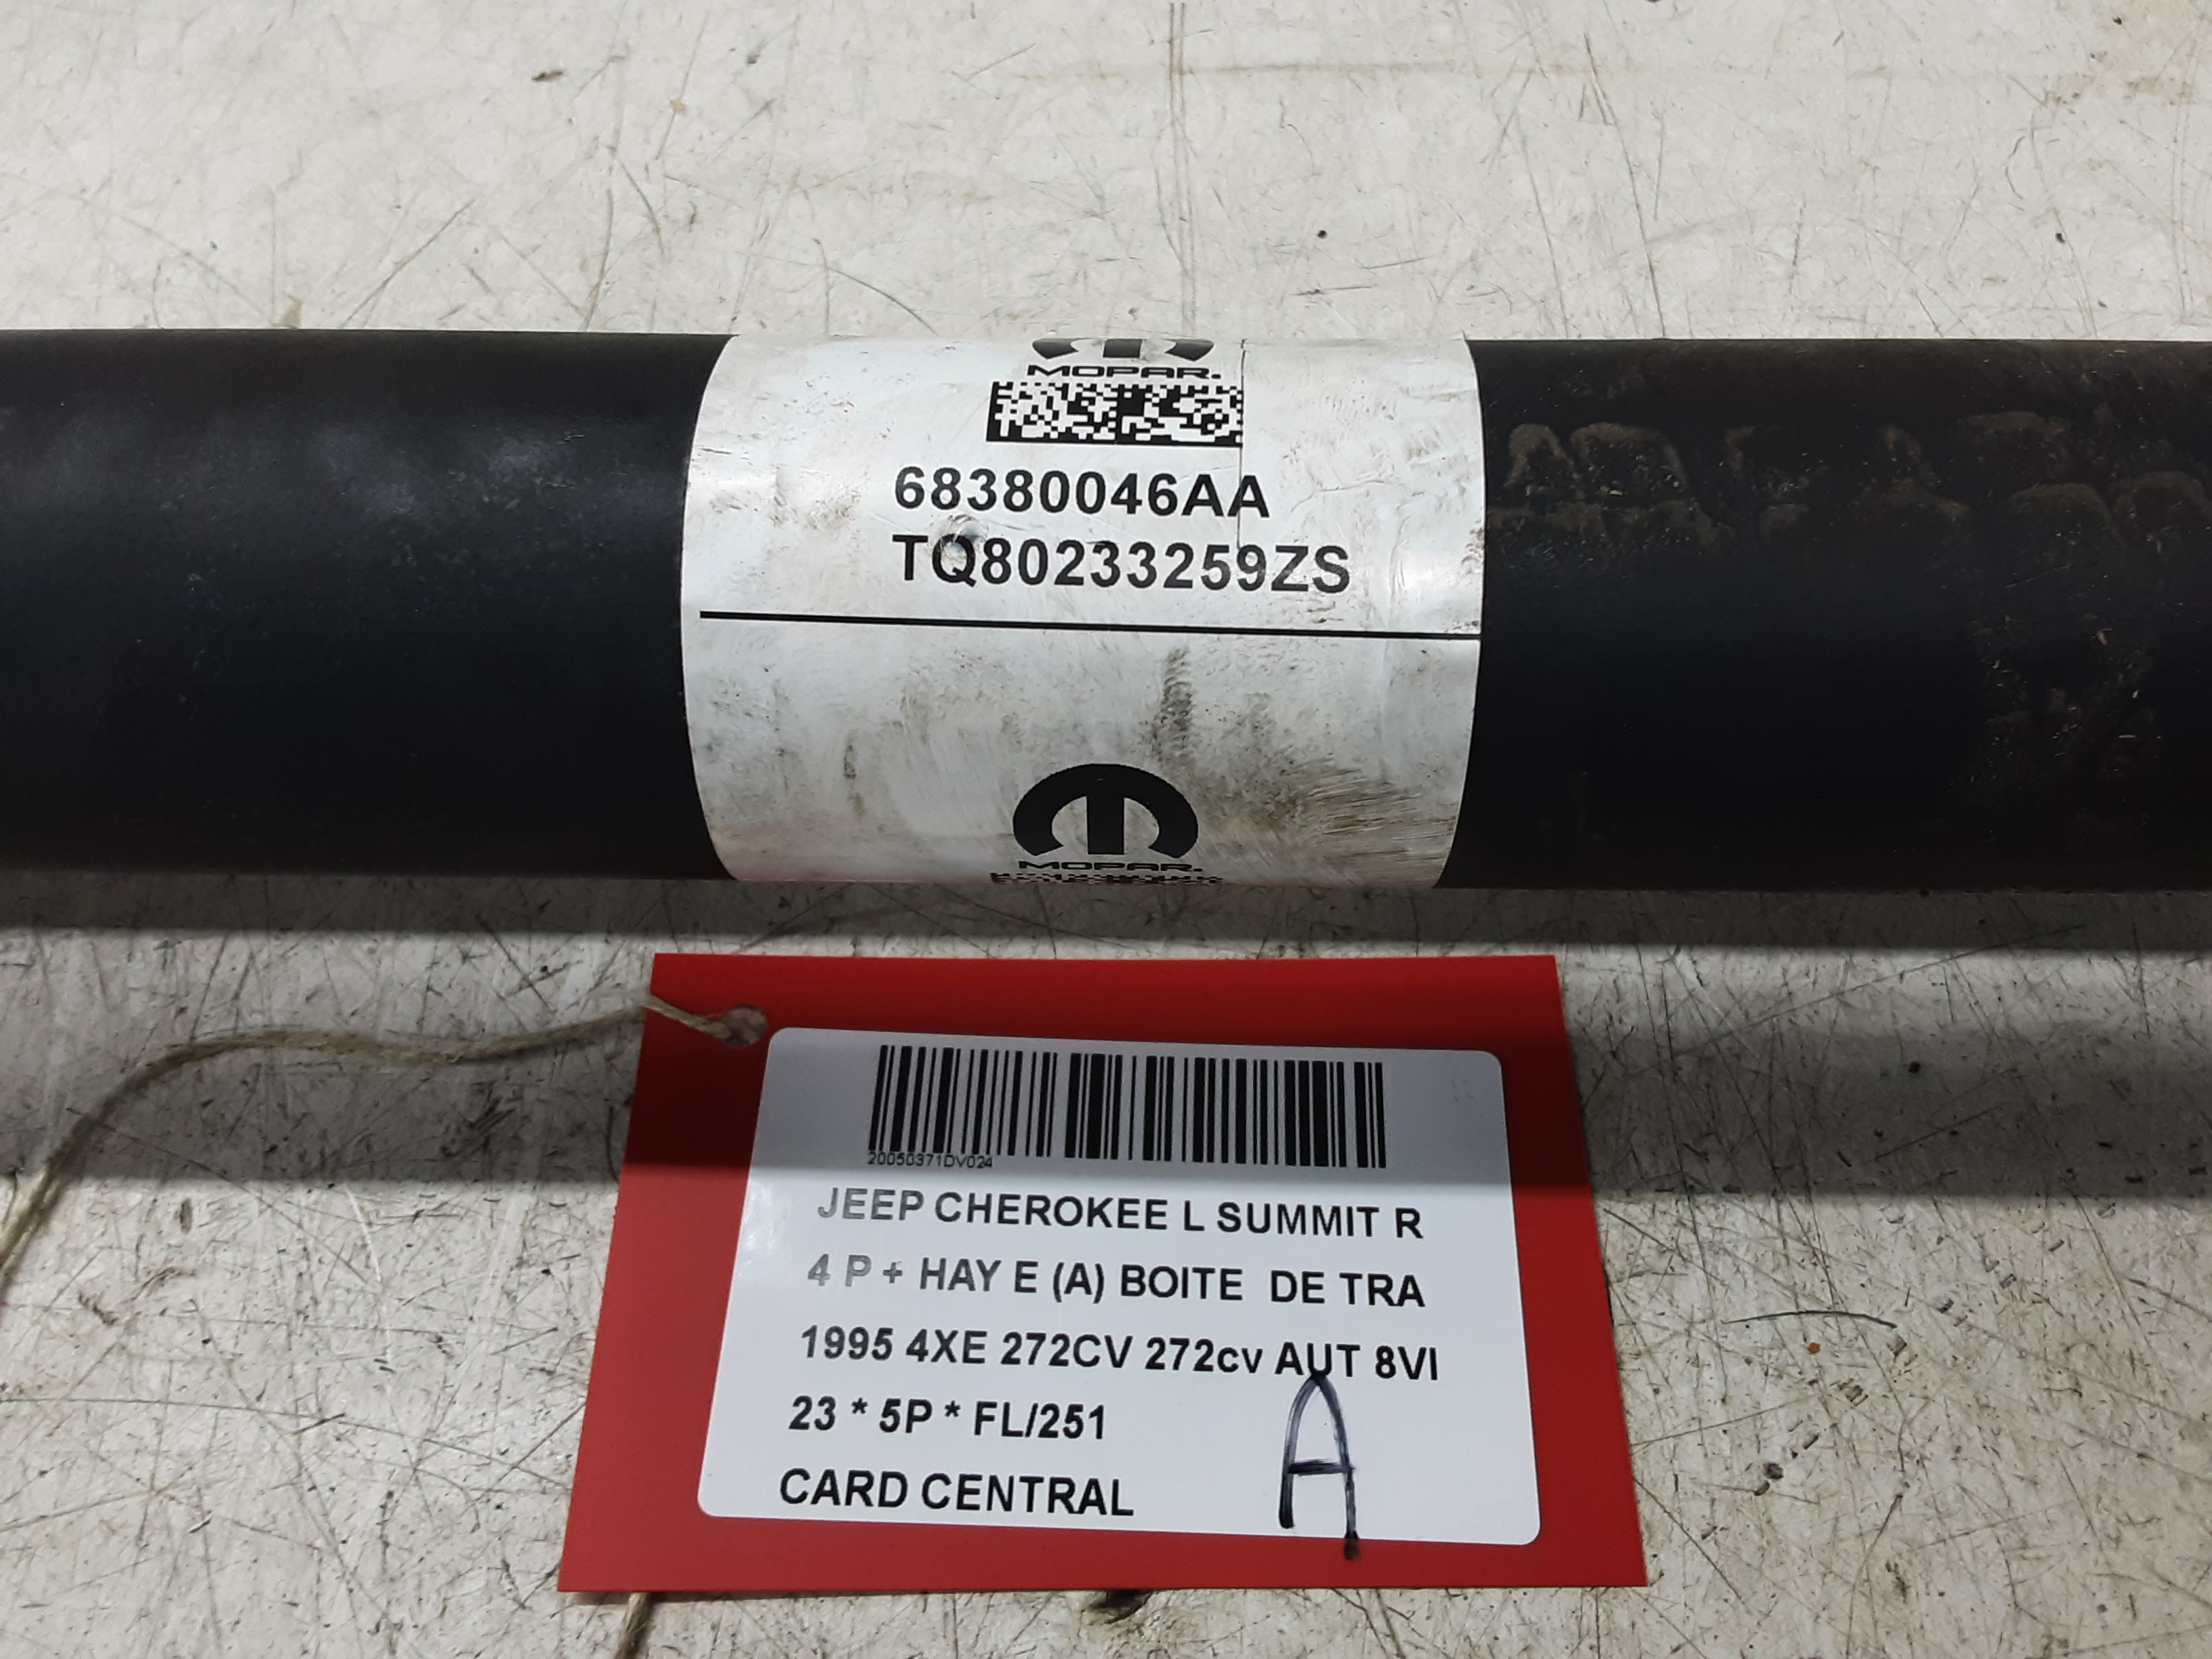 MOPAR.
68380046AA
TQ80233259ZS
MOPAR.
20050371DV024
JEEP CHEROKEE L SUMMIT R
4 P + HAY E (A) BOITE DE TRA
1995 4XE 272CV 272cv AUT 8VI
23 * 5P * FL/251
CARD CENTRAL
A